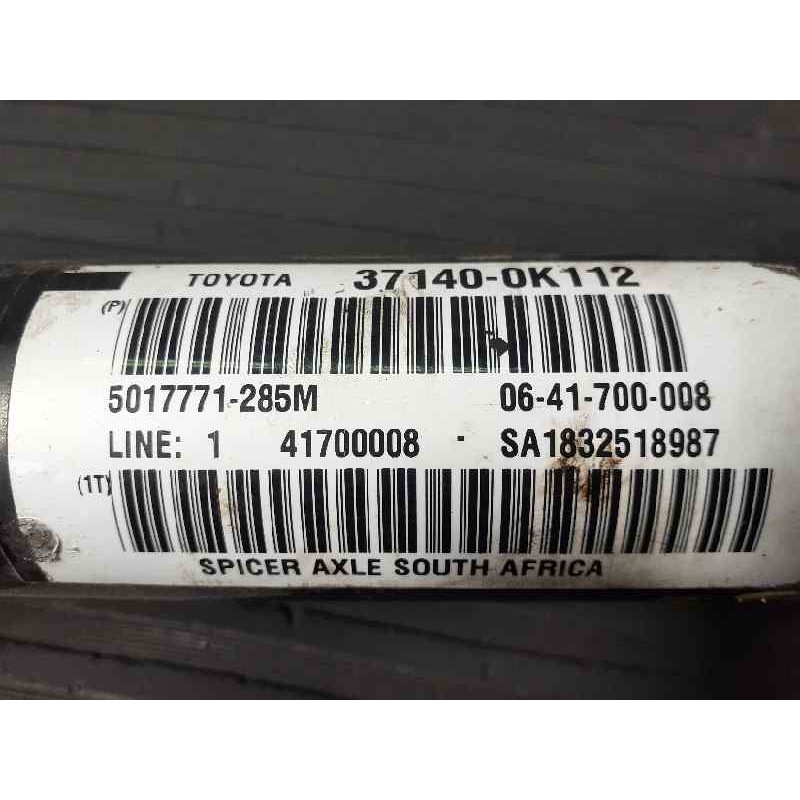 TOYOTA 37140-0K112
(P)
5017771-285M 06-41-700-008
LINE: 1 41700008 - SA1832518987
(1T)
SPICER AXLE SOUTH AFRICA